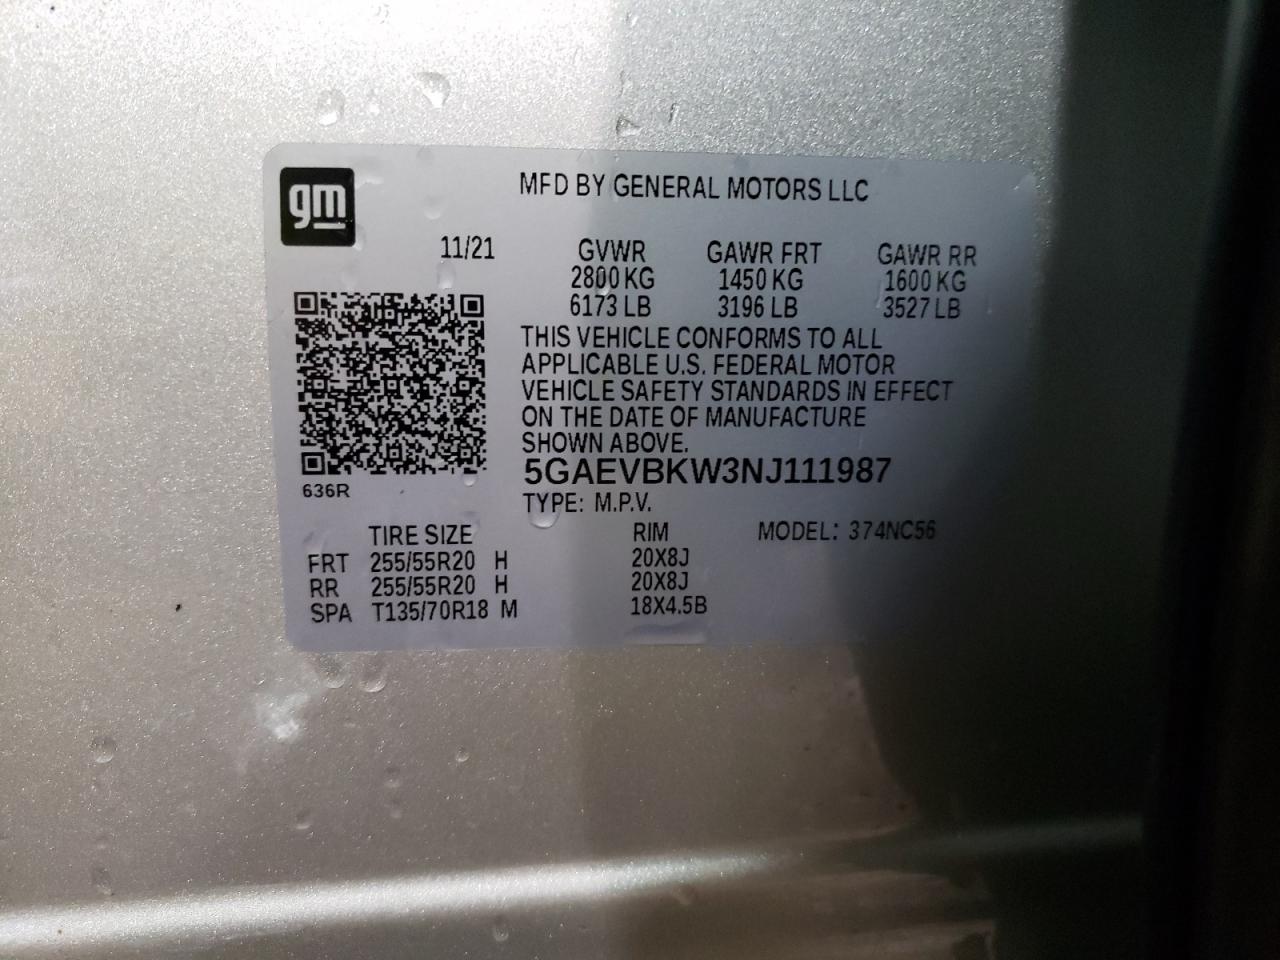 gm
MFD BY GENERAL MOTORS LLC
11/21 GVWR GAWR FRT GAWR RR
2800 KG 1450 KG 1600 KG
6173 LB 3196 LB 3527 LB
THIS VEHICLE CONFORMS TO ALL
APPLICABLE U.S. FEDERAL MOTOR
VEHICLE SAFETY STANDARDS IN EFFECT
ON THE DATE OF MANUFACTURE
SHOWN ABOVE.
5GAEVBKW3NJ111987
636R
TYPE: M.P.V.
TIRE SIZE RIM MODEL: 374NC56
FRT 255/55R20 H 20X8J
RR 255/55R20 H 20X8J
SPA T135/70R18 M 18X4.5B